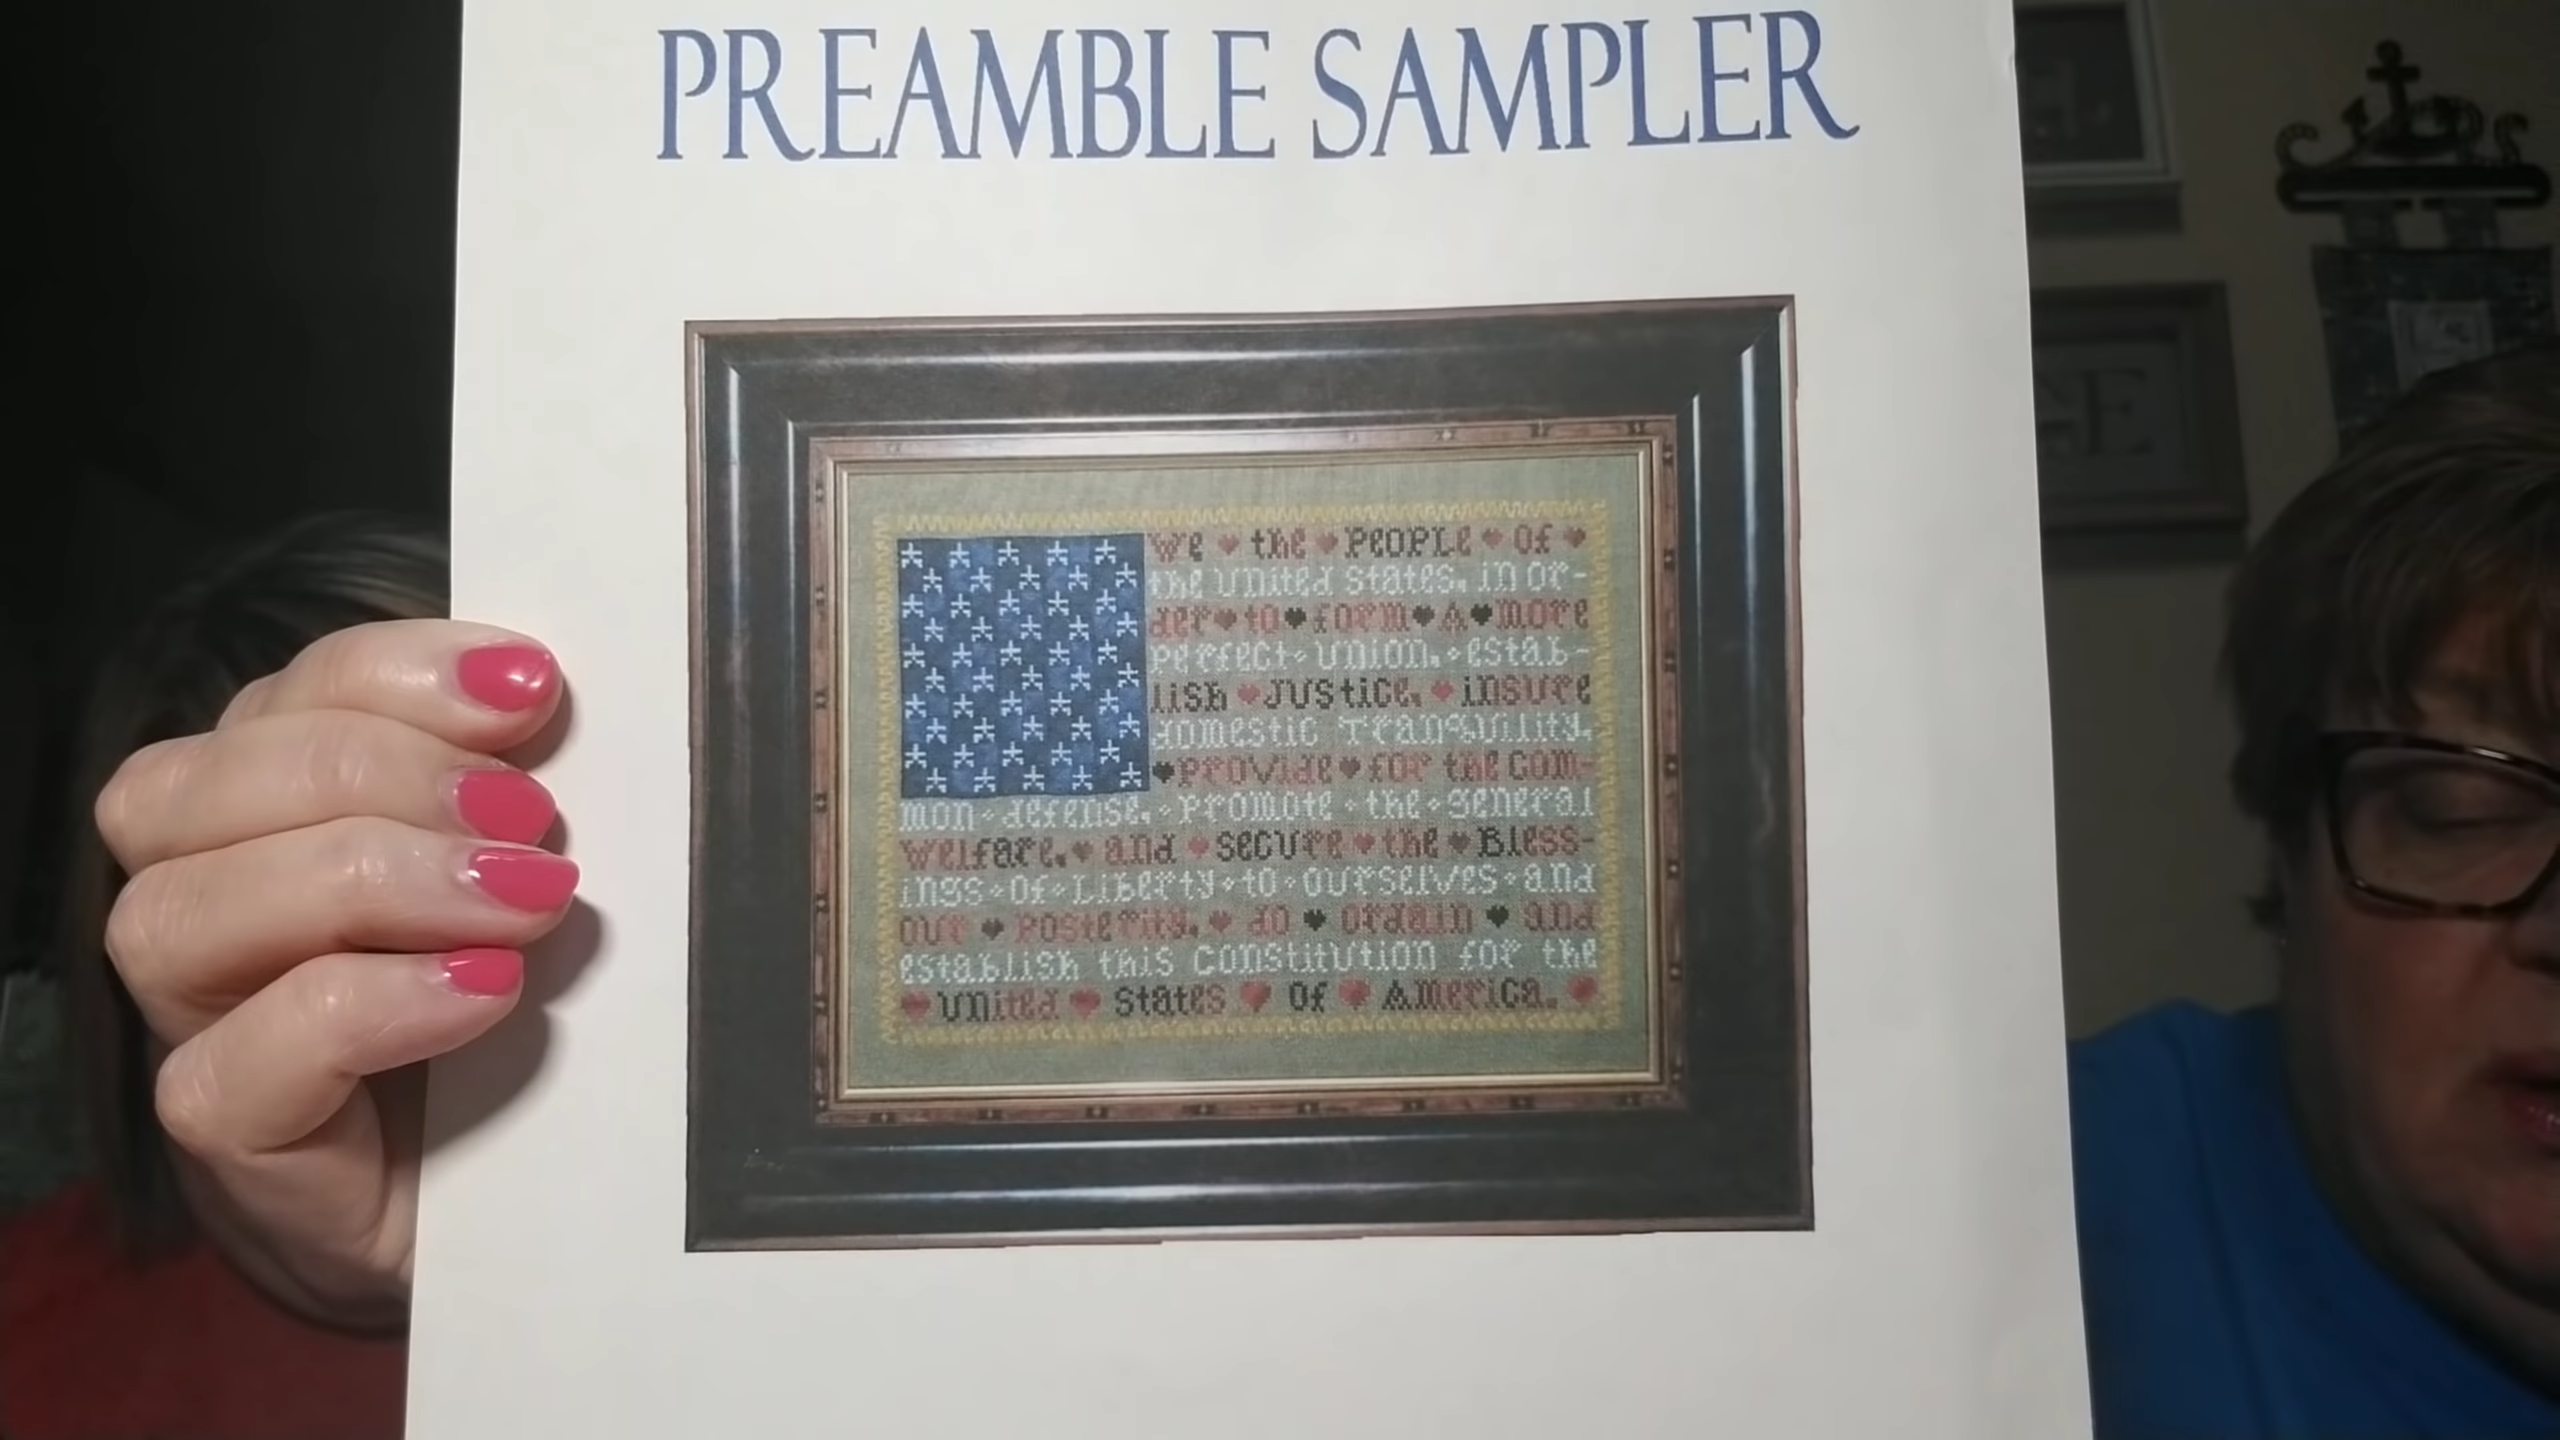 PREAMBLE SAMPLER
We the PEOPLE Of
the United States, in or-
der to form A more
Perfect Union, estab-
lish Justice, insure
domestic Tranquility,
Provide for the Com-
mon defense, Promote the general
Welfare, and secure the Bless-
ings Of Liberty to ourselves and
our Posterity, do ordain and
establish this Constitution for the
United States Of America.